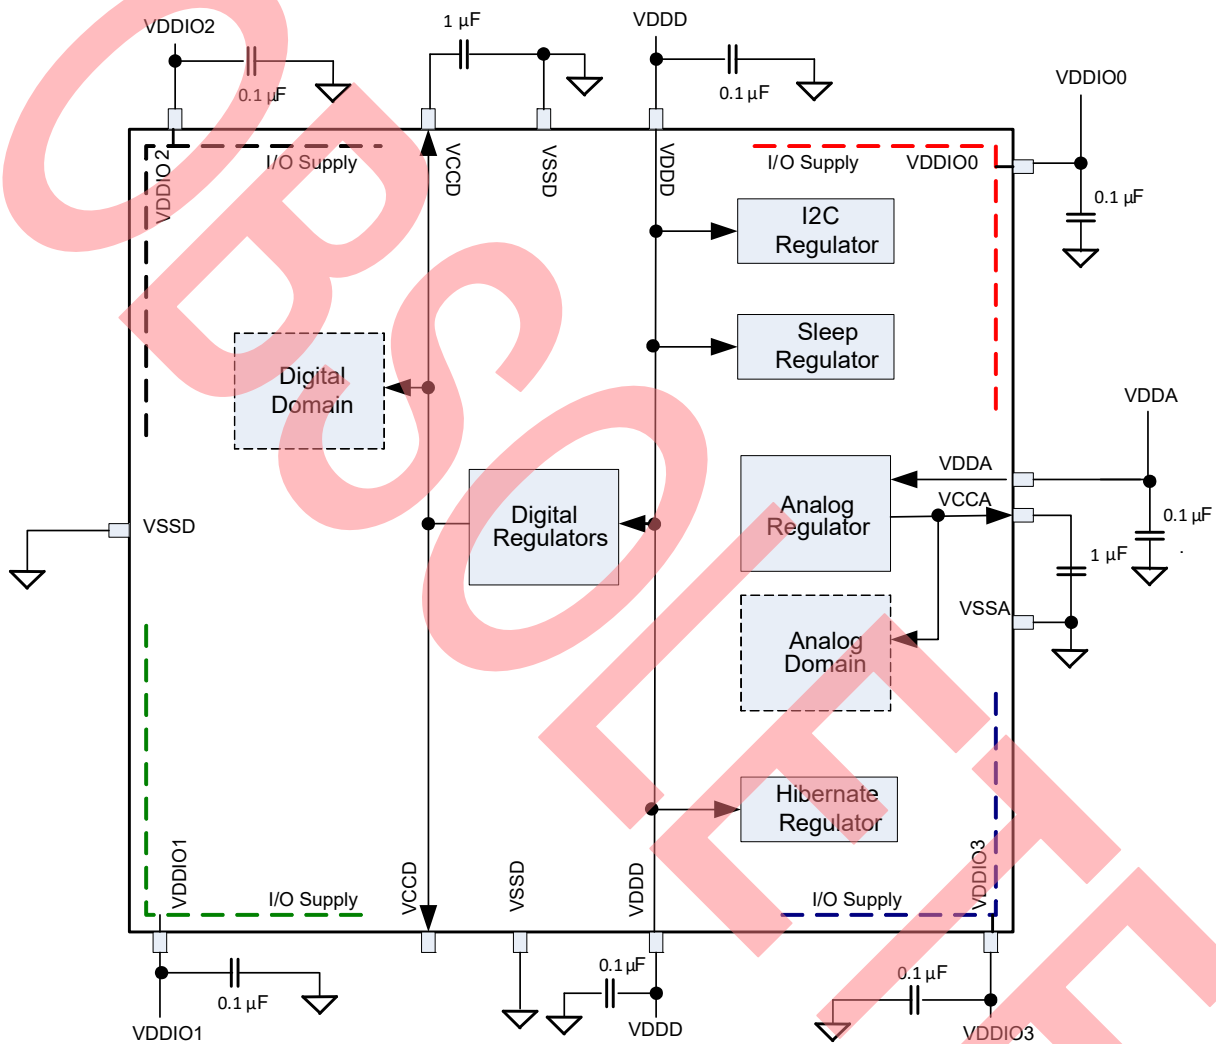 VDDIO2
1 µF
VDDD
0.1 µF
0.1 µF
VDDIO0
VDDIO2
I/O Supply
VCCD
VSSD
VDDD
I/O Supply
VDDIO0
0.1 µF
I2C
Regulator
Sleep
Regulator
Digital
Domain
VDDA
VDDA
VCCA
Analog
Regulator
Digital
Regulators
0.1 µF
.
VSSD
1 µF
VSSA
Analog
Domain
Hibernate
Regulator
VDDIO1
I/O Supply
VCCD
VSSD
VDDD
I/O Supply
VDDIO3
0.1 µF
0.1 µF
0.1 µF
VDDIO1
VDDD
VDDIO3
OBSOLETE